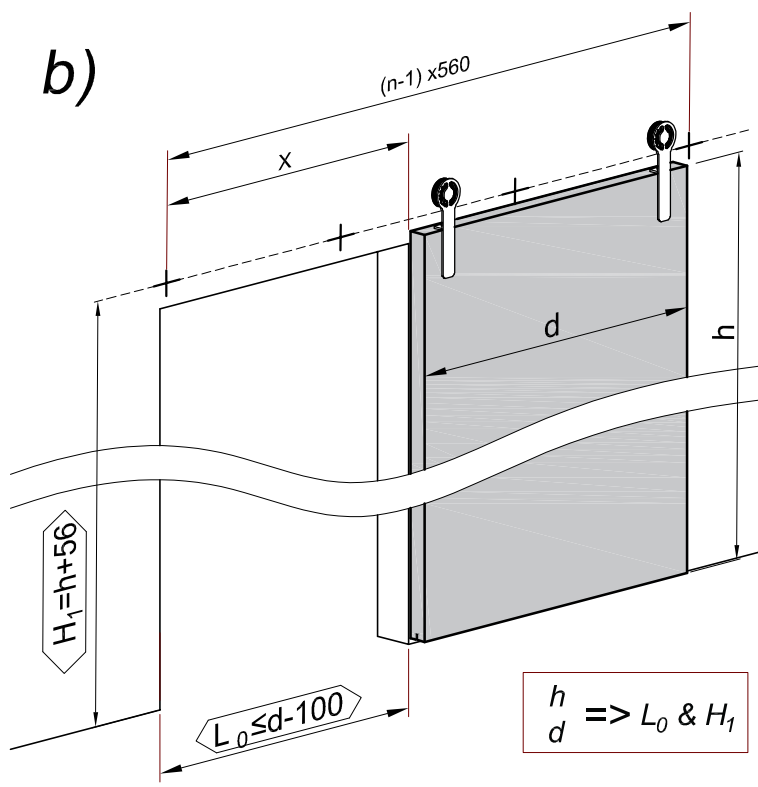 b)
(n-1) x560
x
d
h
H₁=h+56
L₀≤d-100
h
d => L₀ & H₁